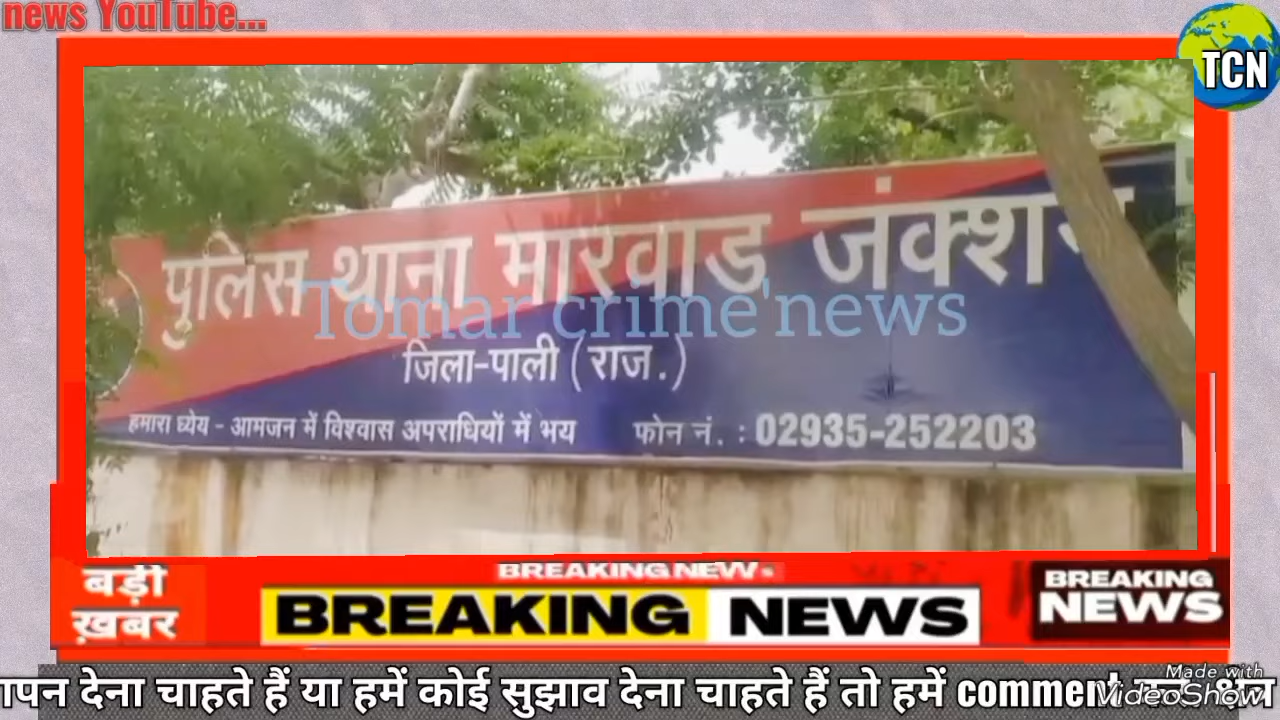 news YouTube...
TCN
पुलिस थाना मारवाड जंक्शन
Tomar crime'news
जिला-पाली (राज.)
हमारा ध्येय - आमजन में विश्वास अपराधियों में भय फोन नं. : 02935-252203
बड़ी
ख़बर
BREAKING NEWS
BREAKING NEWS
BREAKING
NEWS
ापन देना चाहते हैं या हमें कोई सुझाव देना चाहते हैं तो हमें comment
Made with
VideoShow